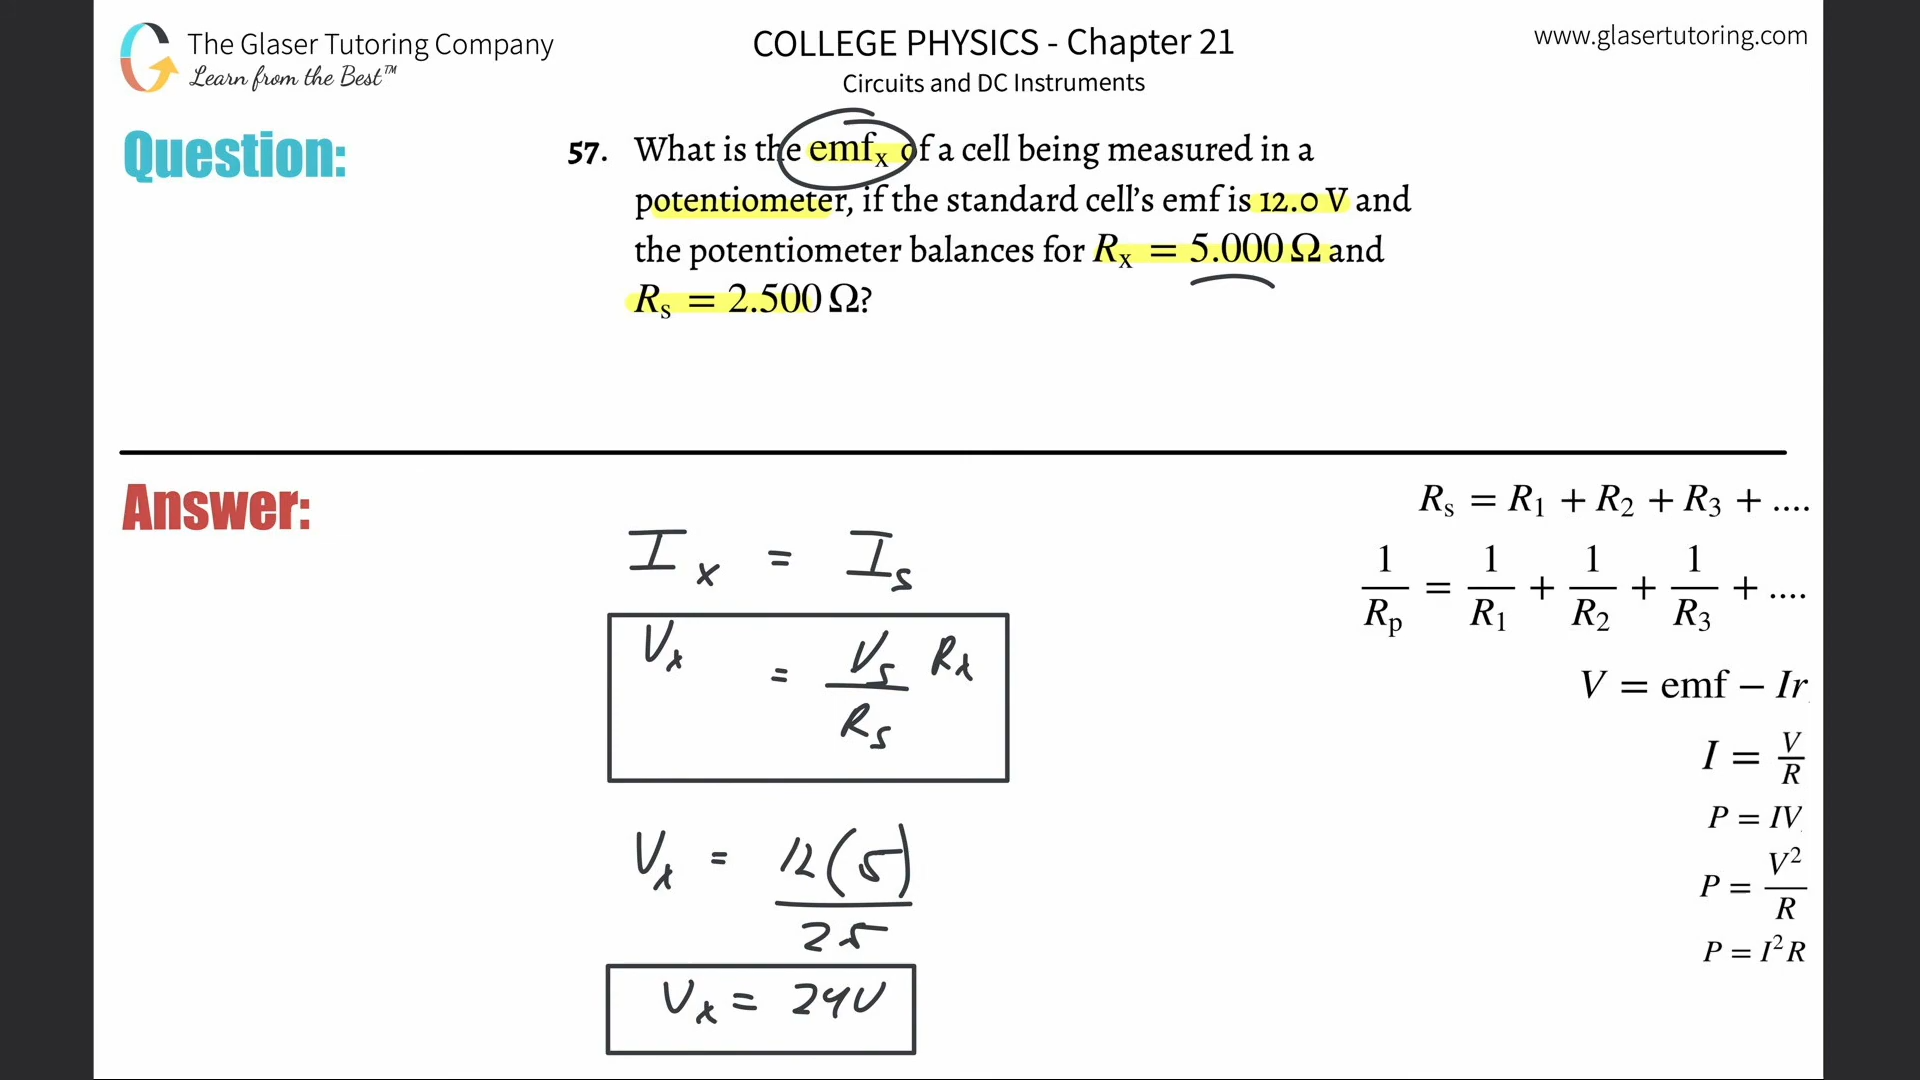 The Glaser Tutoring Company
Learn from the Best™
COLLEGE PHYSICS - Chapter 21
Circuits and DC Instruments
www.glasertutoring.com
Question:
57. What is the emfₓ of a cell being measured in a
potentiometer, if the standard cell's emf is 12.0 V and
the potentiometer balances for Rₓ = 5.000 Ω and
Rₛ = 2.500 Ω?
Answer:
Iₓ = Iₛ
Vₓ = Vₛ/Rₛ Rₓ
Vₓ = 12(5)/25
Vₓ = 24V
Rₛ = R₁ + R₂ + R₃ + ....
1/Rₚ = 1/R₁ + 1/R₂ + 1/R₃ + ....
V = emf − Ir
I = V/R
P = IV
P = V²/R
P = I²R